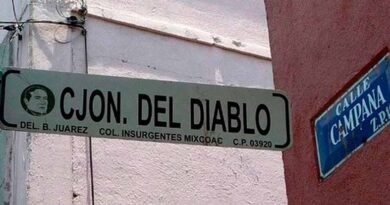 CJON. DEL DIABLO
DEL. B. JUAREZ COL. INSURGENTES MIXCOAC C.P. 03920
CALLE
CAMPANA
Z.P.